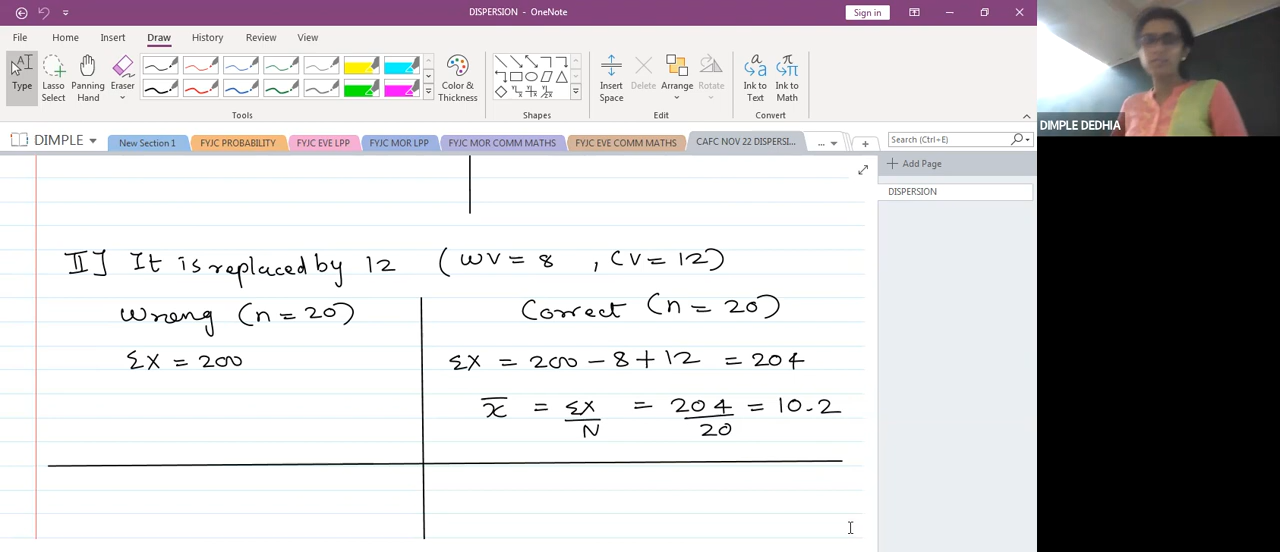 DISPERSION - OneNote
Sign in
File Home Insert Draw History Review View
Type
Lasso Select
Panning Hand
Eraser
Color & Thickness
Insert Space
Delete
Arrange
Rotate
Ink to Text
Ink to Math
Tools
Shapes
Edit
Convert
DIMPLE DEDHIA
DIMPLE
New Section 1
FYJC PROBABILITY
FYJC EVE LPP
FYJC MOR LPP
FYJC MOR COMM MATHS
FYJC EVE COMM MATHS
CAFC NOV 22 DISPERSI...
...
Search (Ctrl+E)
Add Page
DISPERSION
II] It is replaced by 12 (WV = 8 , CV = 12)
Wrong (n = 20)
Correct (n = 20)
ΣX = 200
ΣX = 200 - 8 + 12 = 204
x̄ = ΣX/N = 204/20 = 10.2